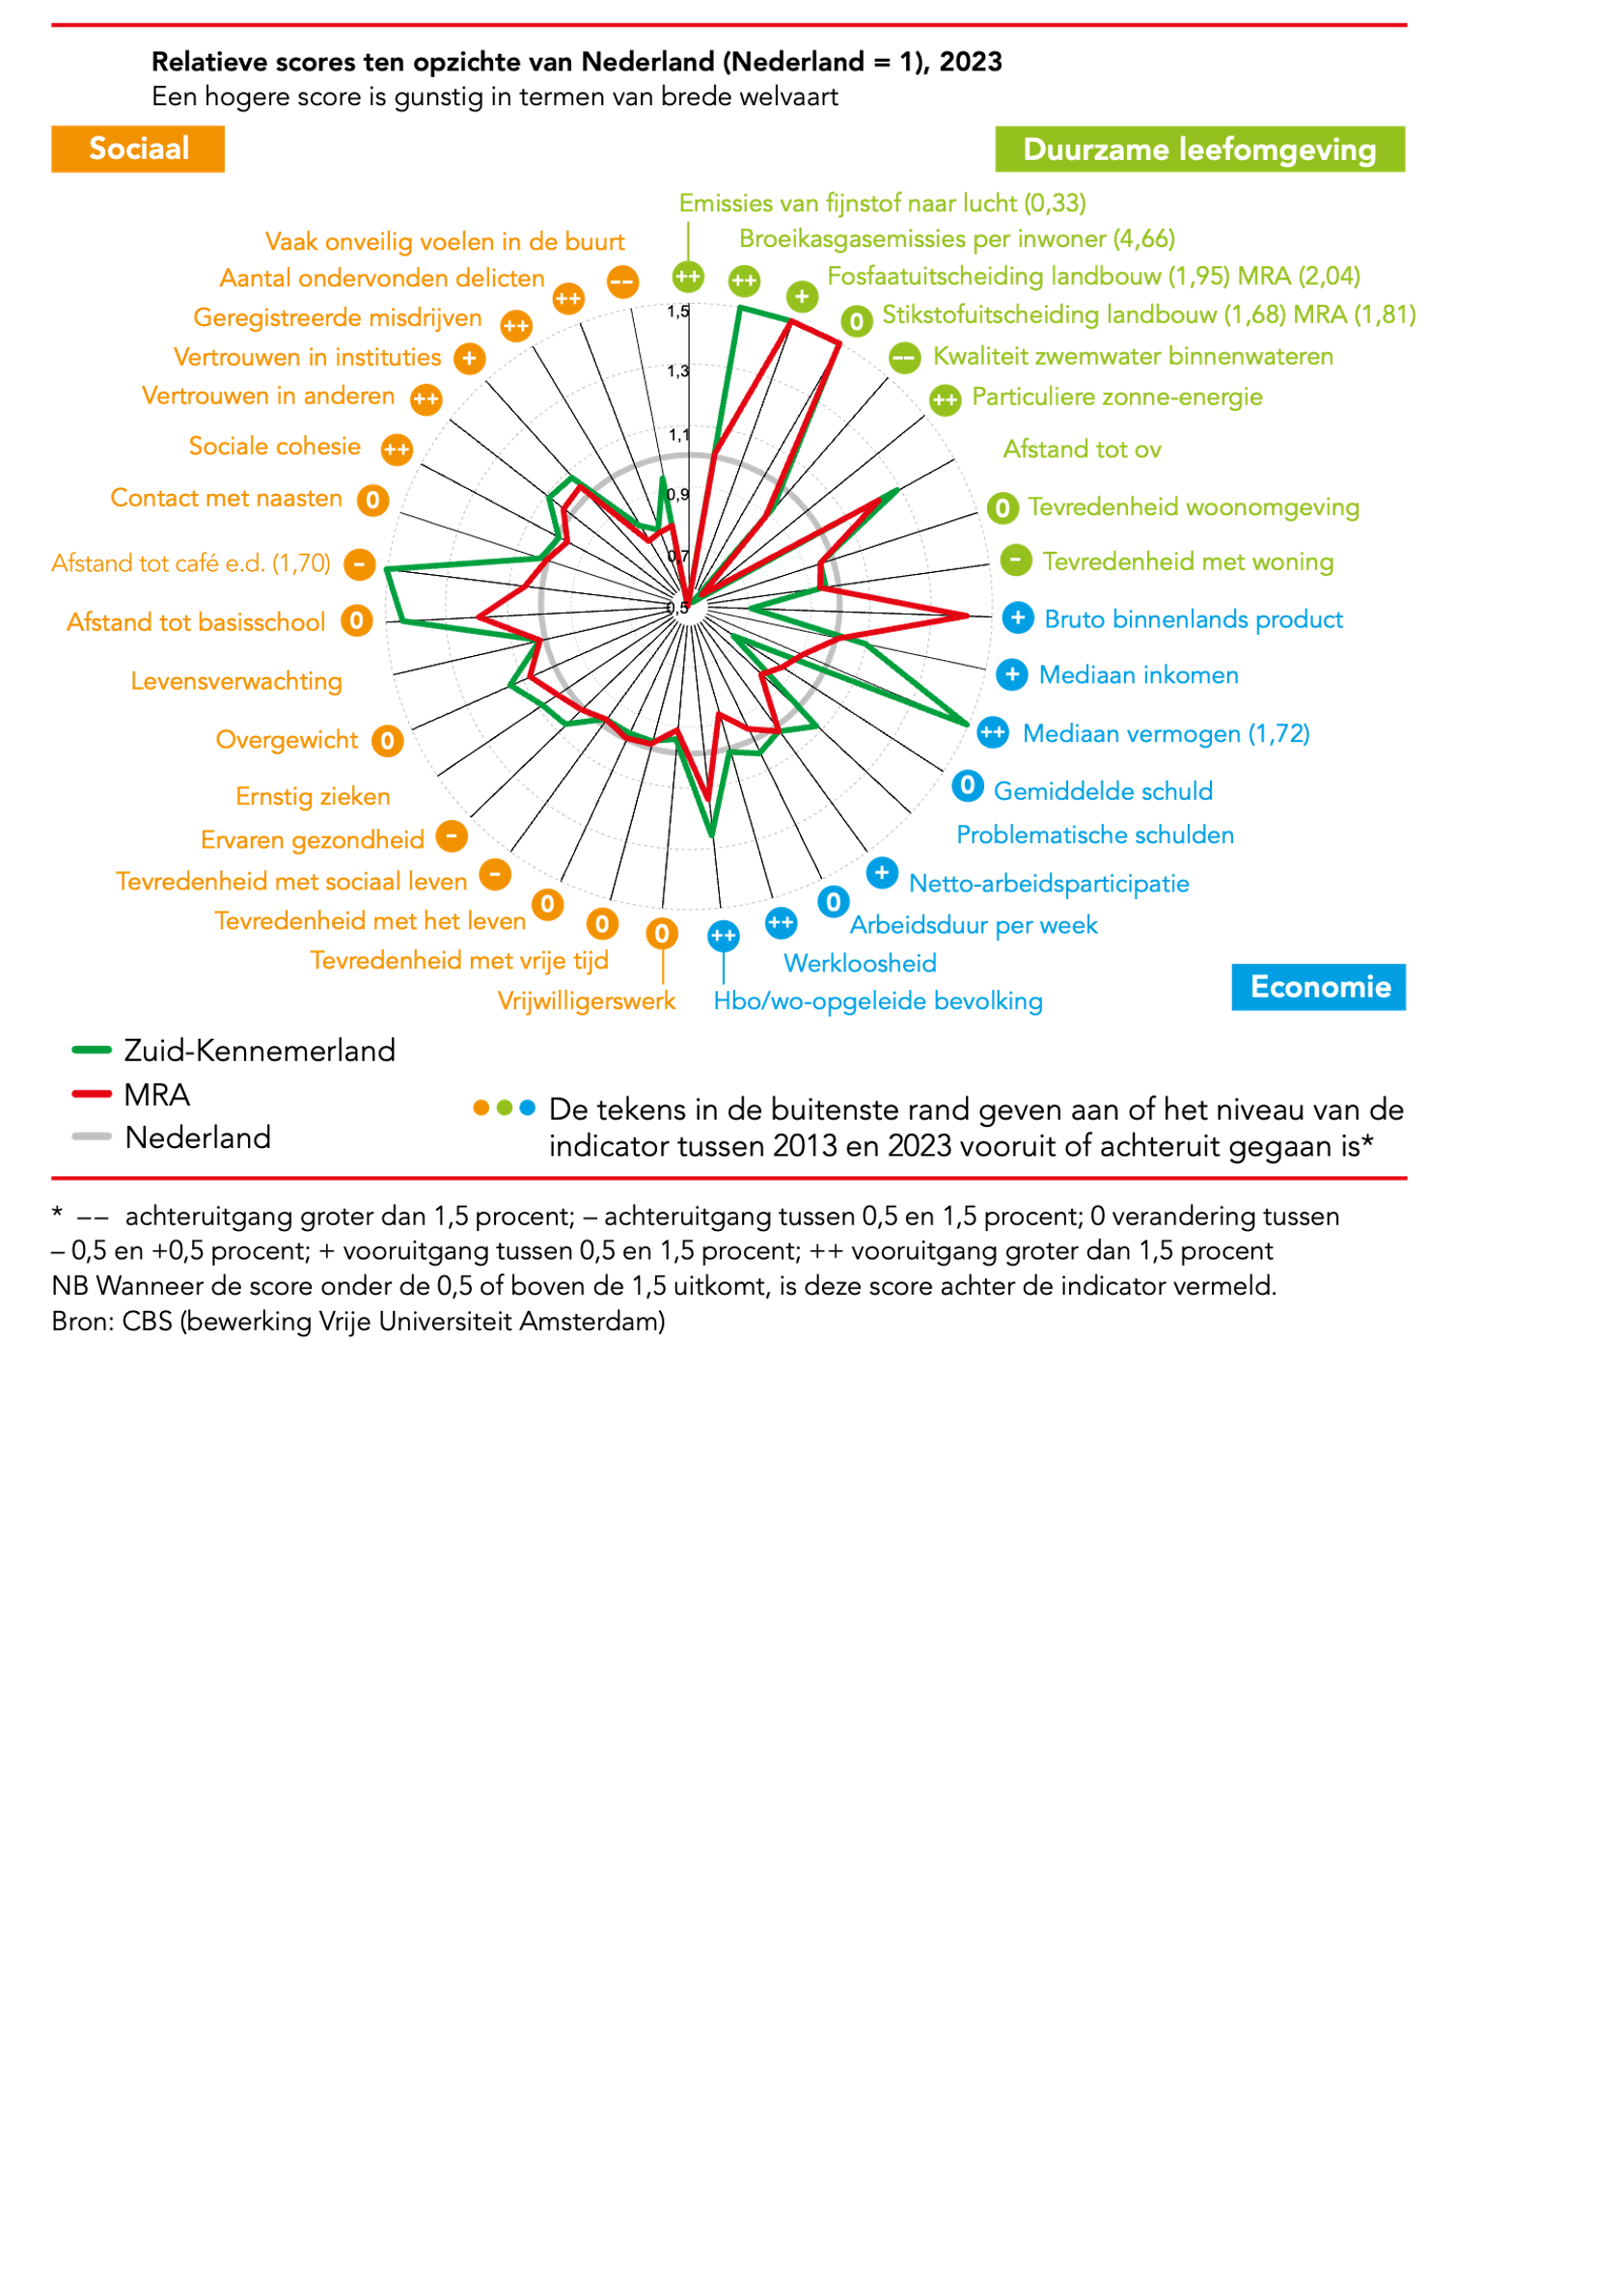 Relatieve scores ten opzichte van Nederland (Nederland = 1), 2023
Een hogere score is gunstig in termen van brede welvaart
Sociaal
Duurzame leefomgeving
Emissies van fijnstof naar lucht (0,33)
Broeikasgasemissies per inwoner (4,66)
Fosfaatuitscheiding landbouw (1,95) MRA (2,04)
Stikstofuitscheiding landbouw (1,68) MRA (1,81)
Kwaliteit zwemwater binnenwateren
Particuliere zonne-energie
Afstand tot ov
Tevredenheid woonomgeving
Tevredenheid met woning
Bruto binnenlands product
Mediaan inkomen
Mediaan vermogen (1,72)
Gemiddelde schuld
Problematische schulden
Netto-arbeidsparticipatie
Arbeidsduur per week
Werkloosheid
Hbo/wo-opgeleide bevolking
Economie
Vaak onveilig voelen in de buurt
Aantal ondervonden delicten
Geregistreerde misdrijven
Vertrouwen in instituties
Vertrouwen in anderen
Sociale cohesie
Contact met naasten
Afstand tot café e.d. (1,70)
Afstand tot basisschool
Levensverwachting
Overgewicht
Ernstig zieken
Ervaren gezondheid
Tevredenheid met sociaal leven
Tevredenheid met het leven
Tevredenheid met vrije tijd
Vrijwilligerswerk
++
++
+
0
––
++
0
-
+
+
++
0
+
0
++
++
0
0
0
-
-
0
0
-
0
++
++
+
++
++
––
1,5
1,3
1,1
0,9
0,7
0,5
Zuid-Kennemerland
MRA
Nederland
De tekens in de buitenste rand geven aan of het niveau van de
indicator tussen 2013 en 2023 vooruit of achteruit gegaan is*
* –– achteruitgang groter dan 1,5 procent; – achteruitgang tussen 0,5 en 1,5 procent; 0 verandering tussen
– 0,5 en +0,5 procent; + vooruitgang tussen 0,5 en 1,5 procent; ++ vooruitgang groter dan 1,5 procent
NB Wanneer de score onder de 0,5 of boven de 1,5 uitkomt, is deze score achter de indicator vermeld.
Bron: CBS (bewerking Vrije Universiteit Amsterdam)